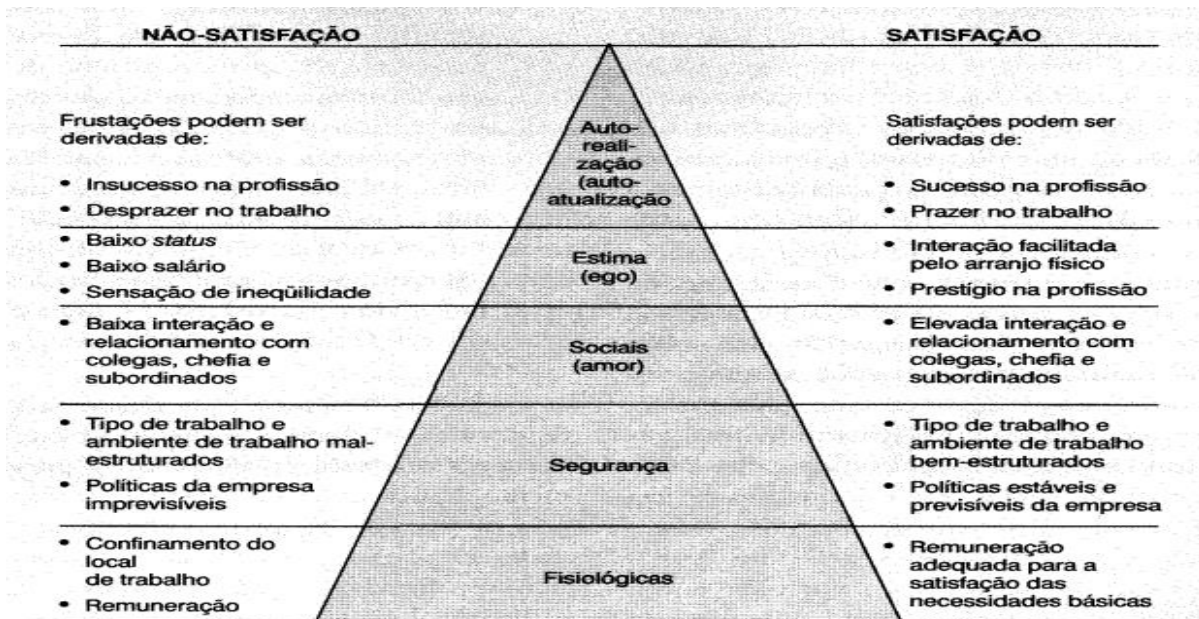 NÃO-SATISFAÇÃO
Frustações podem ser
derivadas de:
• Insucesso na profissão
• Desprazer no trabalho
• Baixo status
• Baixo salário
• Sensação de ineqüilidade
• Baixa interação e
relacionamento com
colegas, chefia e
subordinados
• Tipo de trabalho e
ambiente de trabalho mal-
estruturados
• Políticas da empresa
imprevisíveis
• Confinamento do
local
de trabalho
• Remuneração
Auto
reali-
zação
(auto-
atualização
Estima
(ego)
Sociais
(amor)
Segurança
Fisiológicas
SATISFAÇÃO
Satisfações podem ser
derivadas de:
• Sucesso na profissão
• Prazer no trabalho
• Interação facilitada
pelo arranjo físico
• Prestígio na profissão
• Elevada interação e
relacionamento com
colegas, chefia e
subordinados
• Tipo de trabalho e
ambiente de trabalho
bem-estruturados
• Políticas estáveis e
previsíveis da empresa
• Remuneração
adequada para a
satisfação das
necessidades básicas